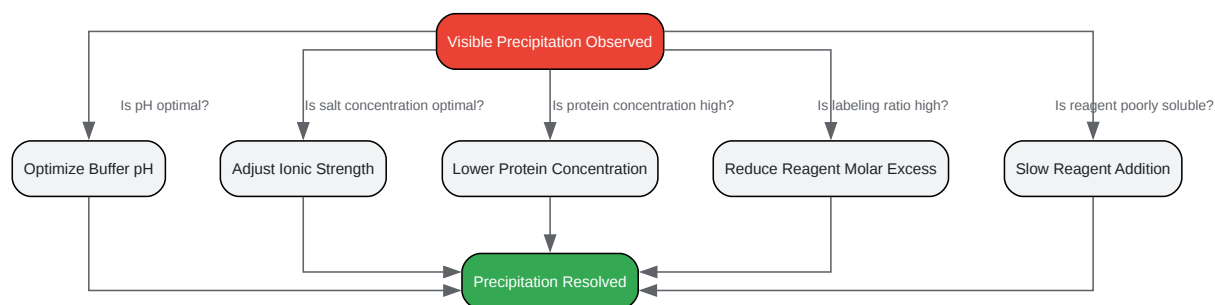 Visible Precipitation Observed
Is pH optimal?
Is salt concentration optimal?
Is protein concentration high?
Is labeling ratio high?
Is reagent poorly soluble?
Optimize Buffer pH
Adjust Ionic Strength
Lower Protein Concentration
Reduce Reagent Molar Excess
Slow Reagent Addition
Precipitation Resolved